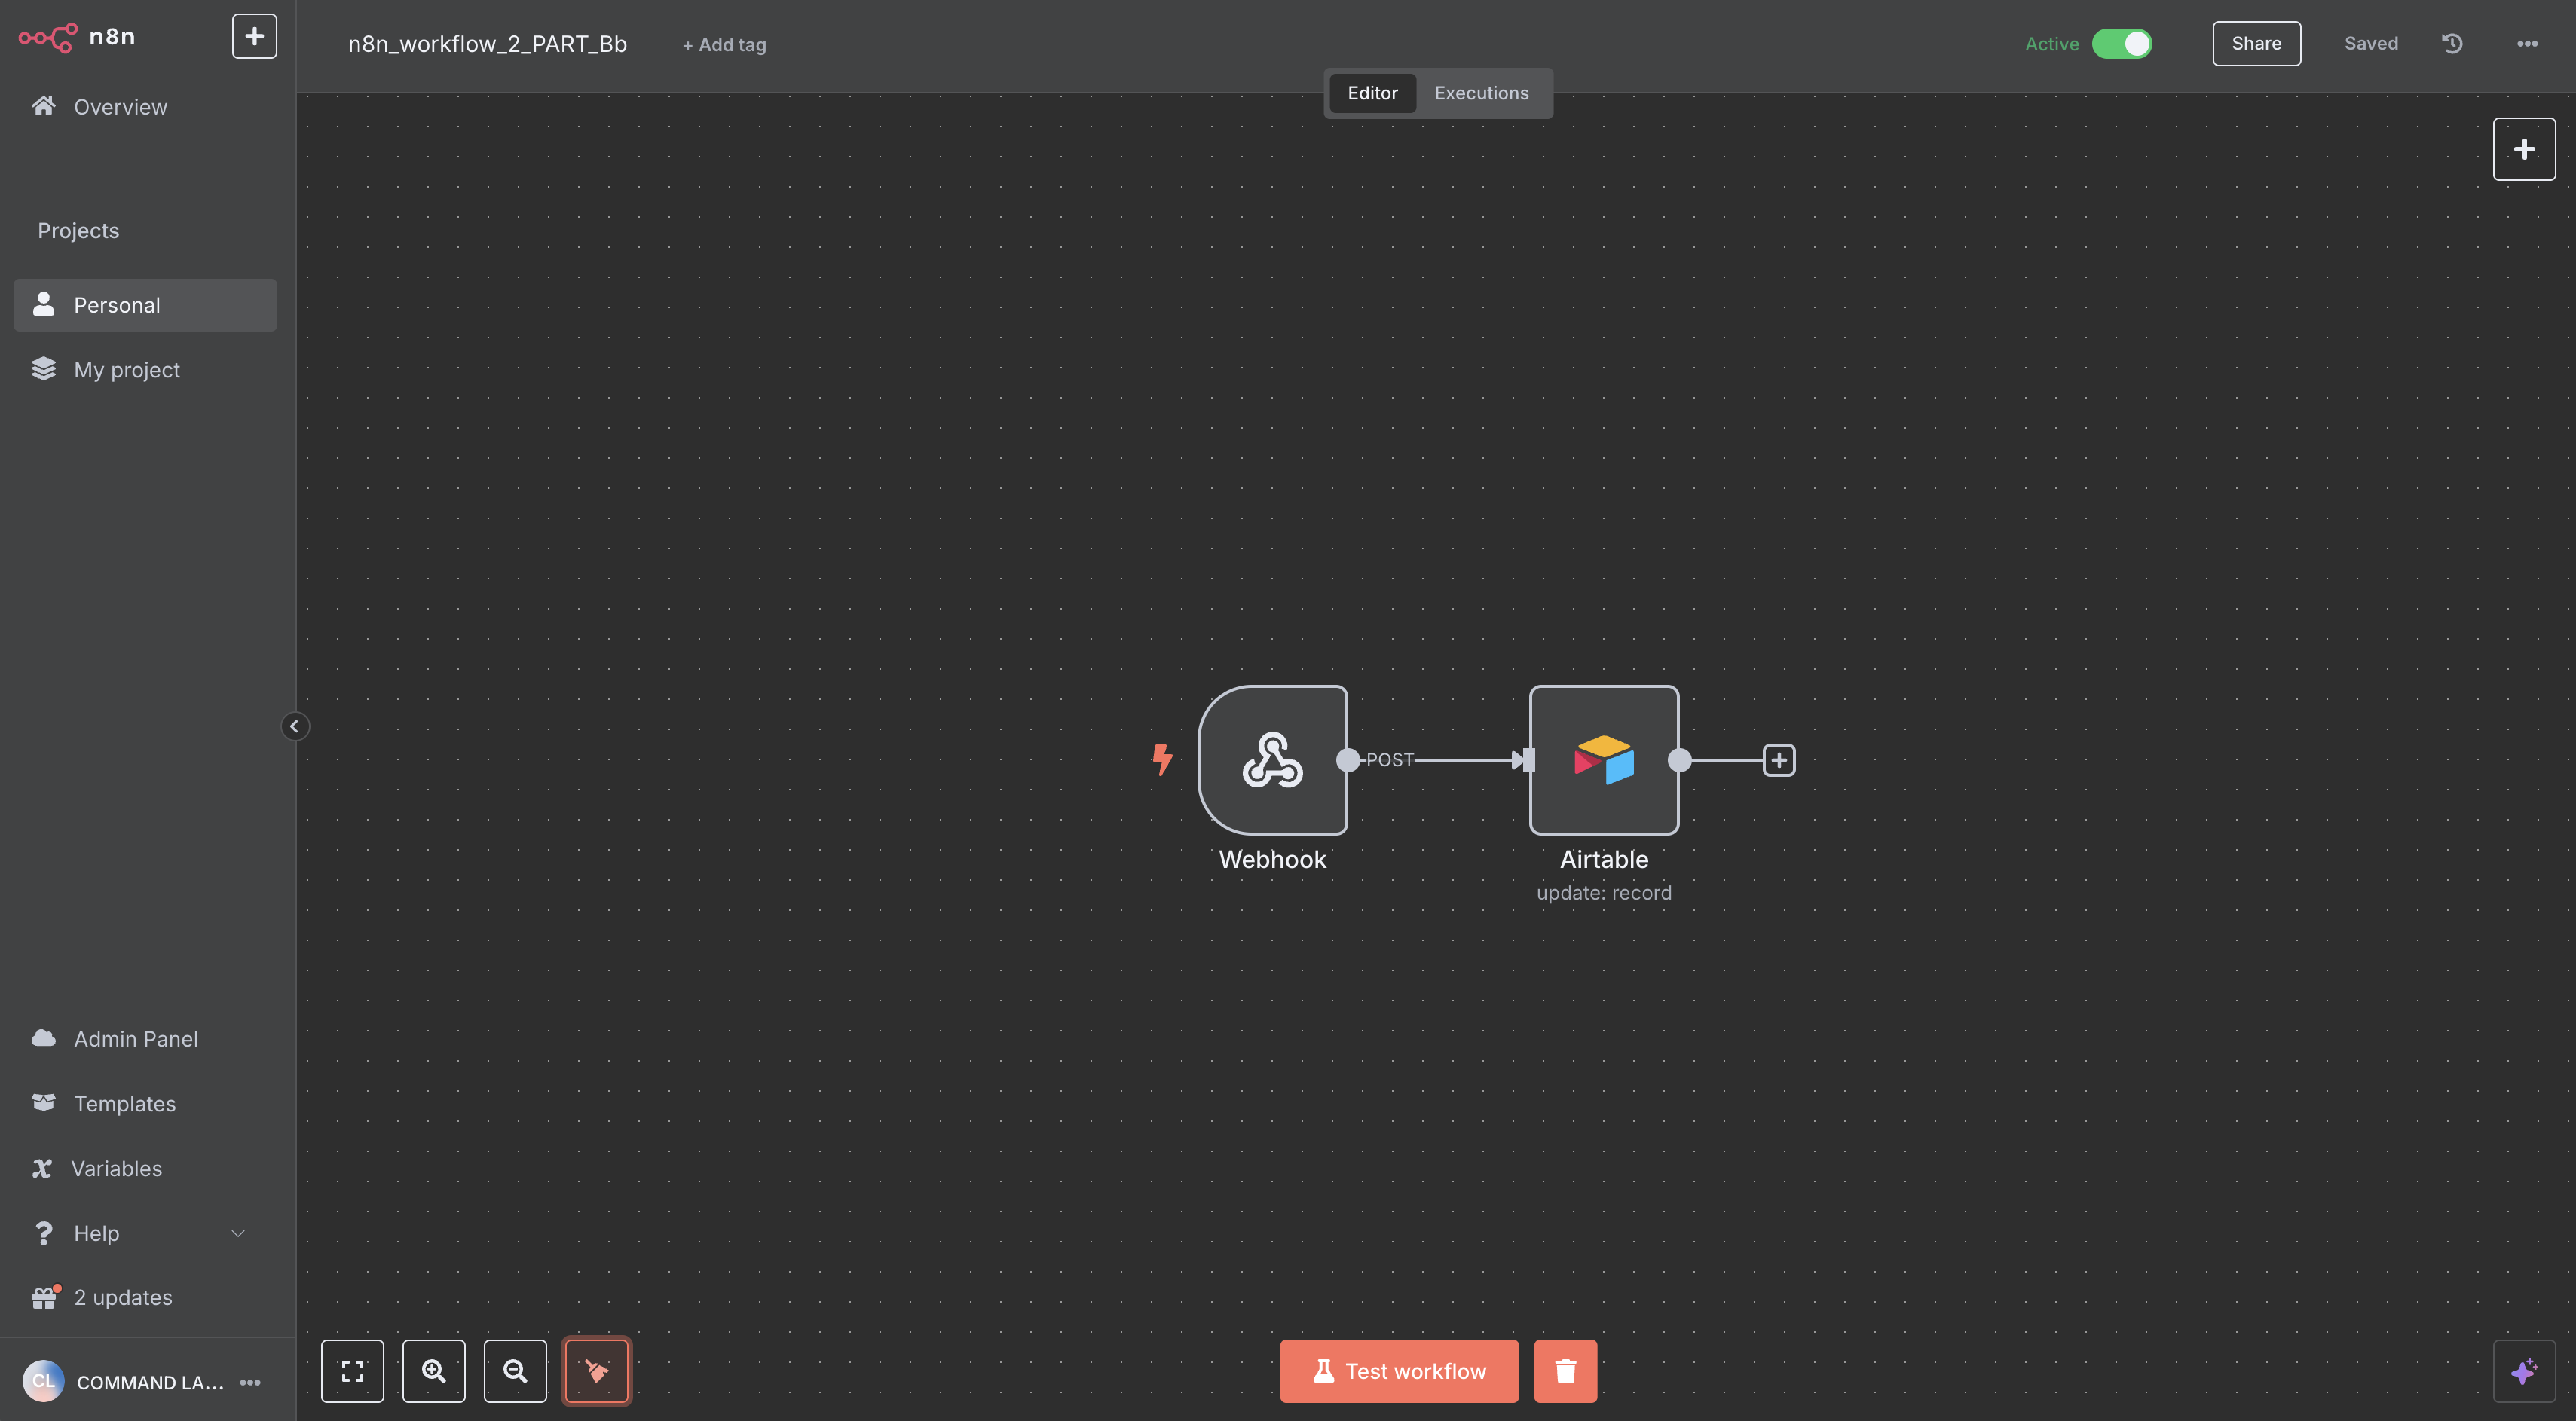 n8n
Overview
Projects
Personal
My project
Admin Panel
Templates
Variables
Help
2 updates
CL
COMMAND LA...
n8n_workflow_2_PART_Bb
+ Add tag
Active
Share
Saved
Editor
Executions
POST
Webhook
Airtable
update: record
Test workflow